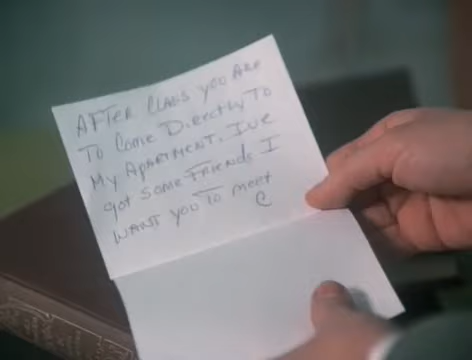 AFTER CLASS YOU ARE
TO Come DiRectly TO
My APARTMENT. I'VE
got Some FRIENDS I
WANT you TO meet
C